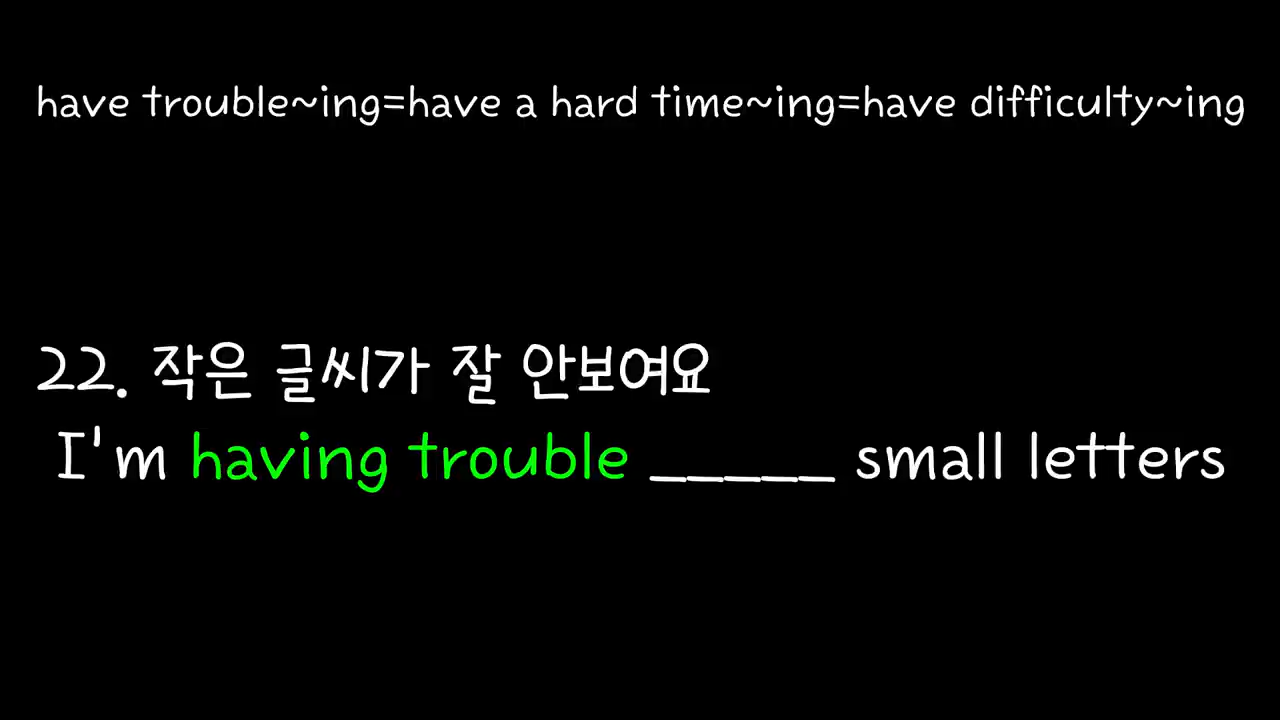 have trouble~ing=have a hard time~ing=have difficulty~ing
22. 작은 글씨가 잘 안보여요
I'm having trouble _____ small letters